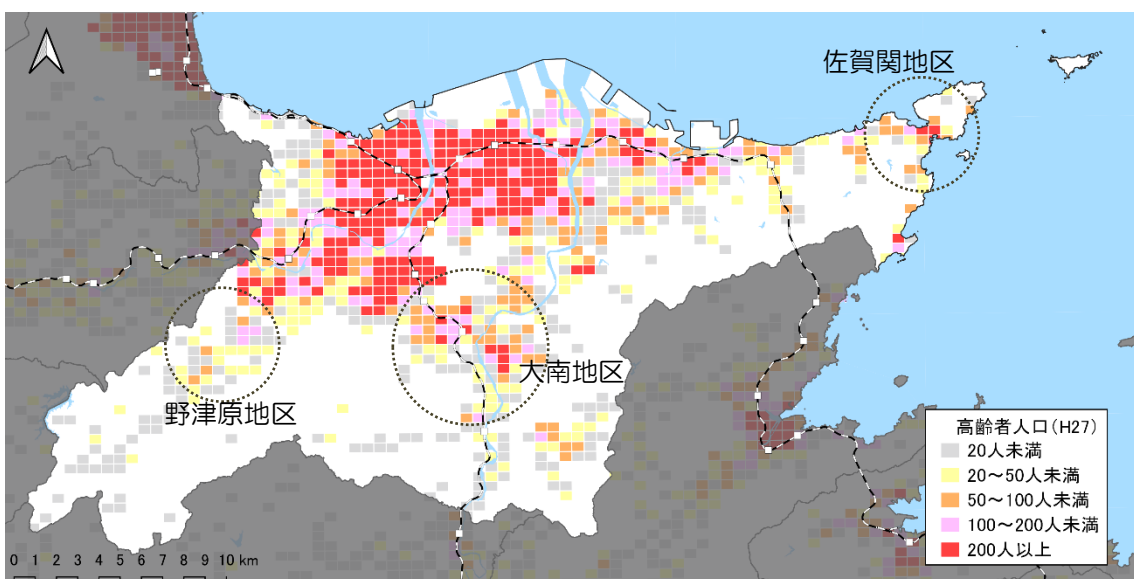 佐賀関地区
大南地区
野津原地区
高齢者人口(H27)
20人未満
20～50人未満
50～100人未満
100～200人未満
200人以上
0 1 2 3 4 5 6 7 8 9 10 km